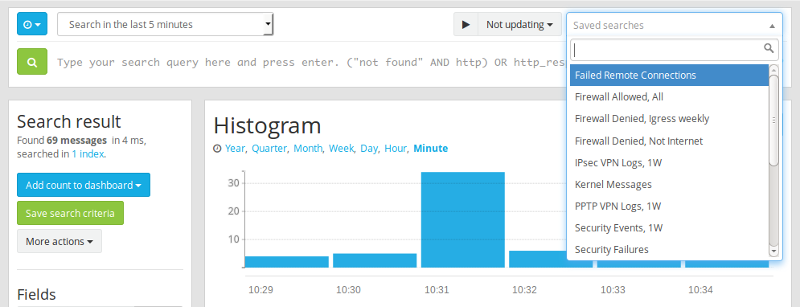 Search in the last 5 minutes
Not updating
Saved searches
Type your search query here and press enter. ("not found" AND http) OR http_res
Failed Remote Connections
Firewall Allowed, All
Firewall Denied, Igress weekly
Firewall Denied, Not Internet
IPsec VPN Logs, 1W
Kernel Messages
PPTP VPN Logs, 1W
Security Events, 1W
Security Failures
Search result
Found 69 messages in 4 ms,
searched in 1 index.
Add count to dashboard
Save search criteria
More actions
Fields
Histogram
Year, Quarter, Month, Week, Day, Hour, Minute
30
20
10
10:29 10:30 10:31 10:32 10:33 10:34